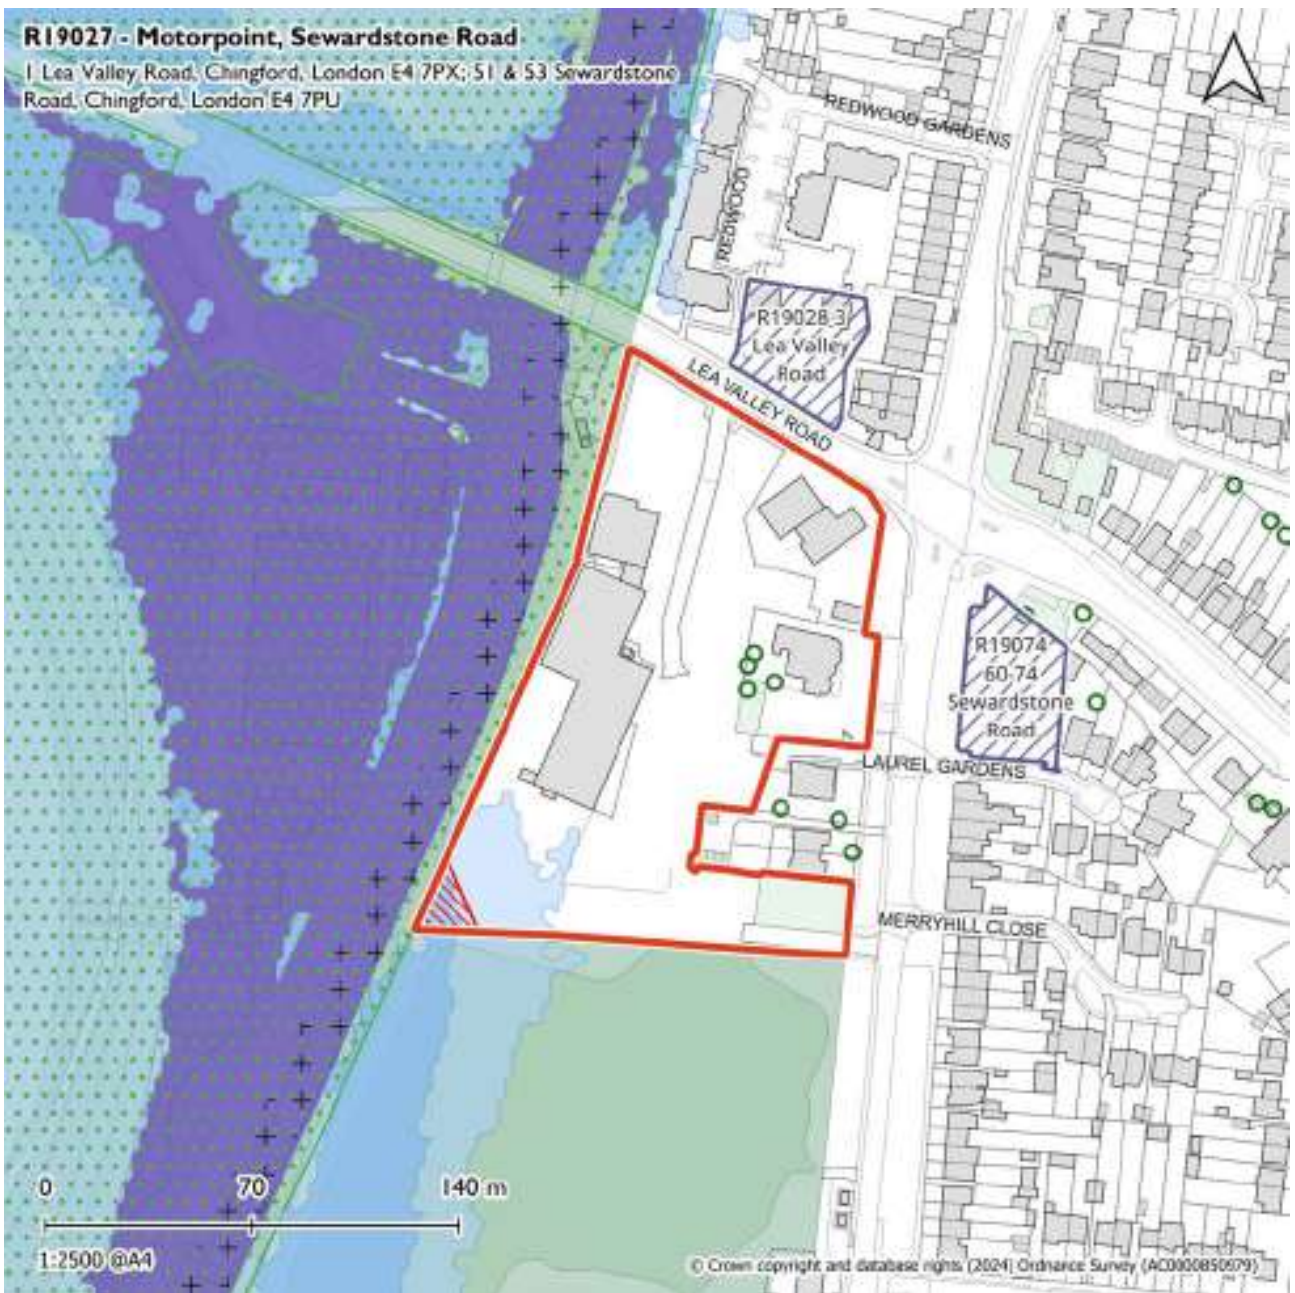 R19027 - Motorpoint, Sewardstone Road
1 Lea Valley Road, Chingford, London E4 7PX; 51 & 53 Sewardstone
Road, Chingford, London E4 7PU
REDWOOD GARDENS
REDWOOD
R19028 3
Lea Valley
Road
LEA VALLEY ROAD
R19074
60-74
Sewardstone
Road
LAUREL GARDENS
MERRYHILL CLOSE
0 70 140 m
1:2500 @A4
© Crown copyright and database rights (2024) Ordnance Survey (AC0000850979)